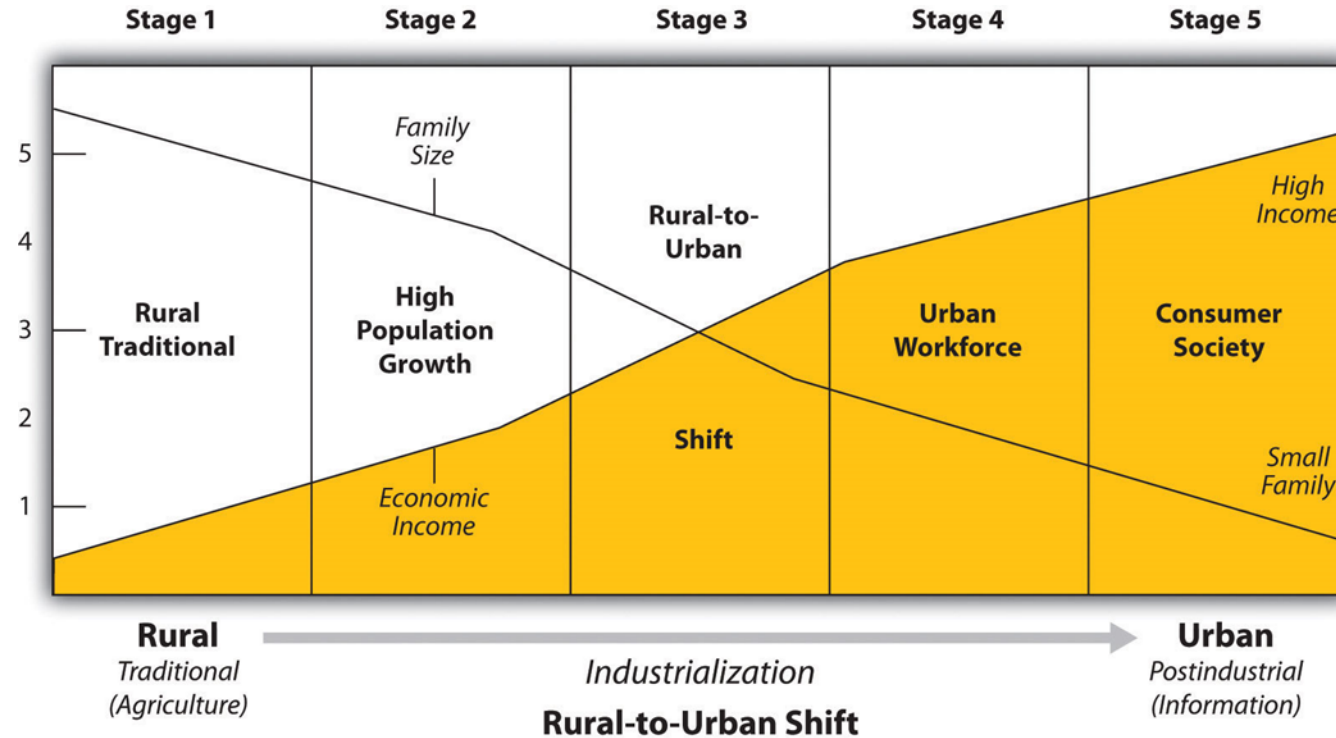 Stage 1 Stage 2 Stage 3 Stage 4 Stage 5
5
4
3
2
1
Family
Size
Rural
Traditional
High
Population
Growth
Economic
Income
Rural-to-
Urban
Shift
Urban
Workforce
Consumer
Society
High
Income
Small
Family
Rural
Traditional
(Agriculture)
Industrialization
Rural-to-Urban Shift
Urban
Postindustrial
(Information)